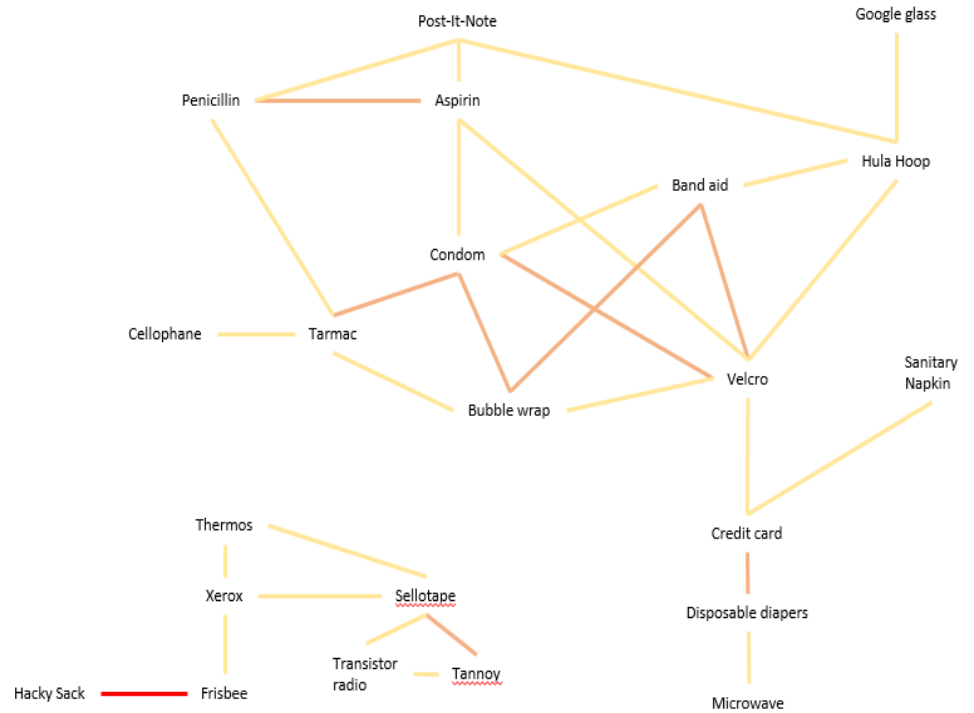 Post-It-Note
Google glass
Penicillin
Aspirin
Hula Hoop
Band aid
Condom
Cellophane
Tarmac
Velcro
Sanitary
Napkin
Bubble wrap
Thermos
Credit card
Xerox
Sellotape
Disposable diapers
Transistor
radio
Tannoy
Hacky Sack
Frisbee
Microwave